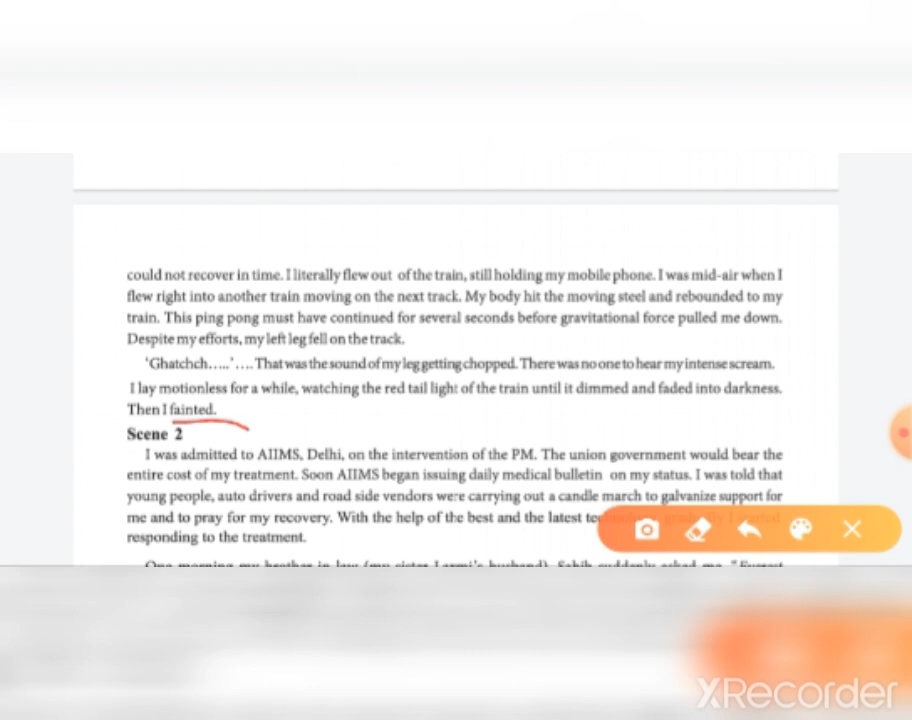 could not recover in time. I literally flew out of the train, still holding my mobile phone. I was mid-air when I
flew right into another train moving on the next track. My body hit the moving steel and rebounded to my
train. This ping pong must have continued for several seconds before gravitational force pulled me down.
Despite my efforts, my left leg fell on the track.
'Ghatchch.....'.... That was the sound of my leg getting chopped. There was no one to hear my intense scream.
I lay motionless for a while, watching the red tail light of the train until it dimmed and faded into darkness.
Then I fainted.
Scene 2
I was admitted to AIIMS, Delhi, on the intervention of the PM. The union government would bear the
entire cost of my treatment. Soon AIIMS began issuing daily medical bulletin on my status. I was told that
young people, auto drivers and road side vendors were carrying out a candle march to galvanize support for
me and to pray for my recovery. With the help of the best and the latest
responding to the treatment.
XRecorder